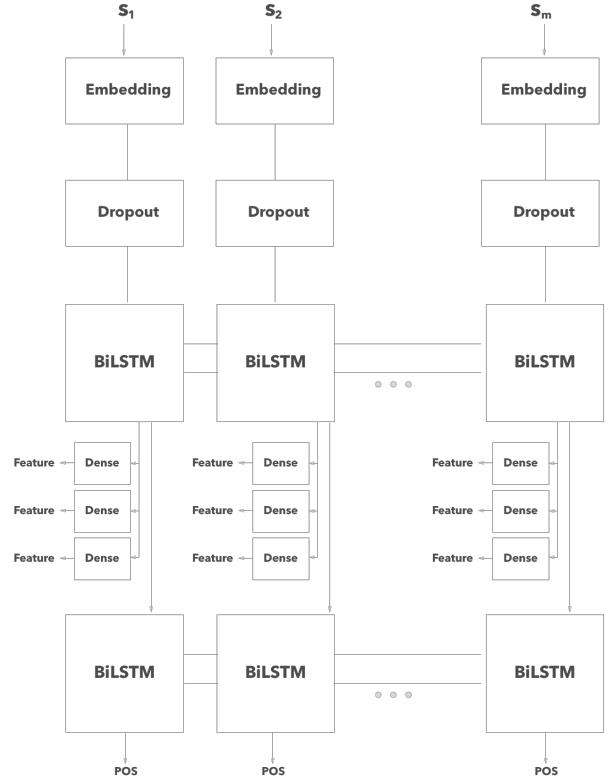 S1 S2 Sm
Embedding Embedding Embedding
Dropout Dropout Dropout
BiLSTM BiLSTM BiLSTM
Feature Dense Feature Dense Feature Dense
Feature Dense Feature Dense Feature Dense
Feature Dense Feature Dense Feature Dense
BiLSTM BiLSTM BiLSTM
POS POS POS